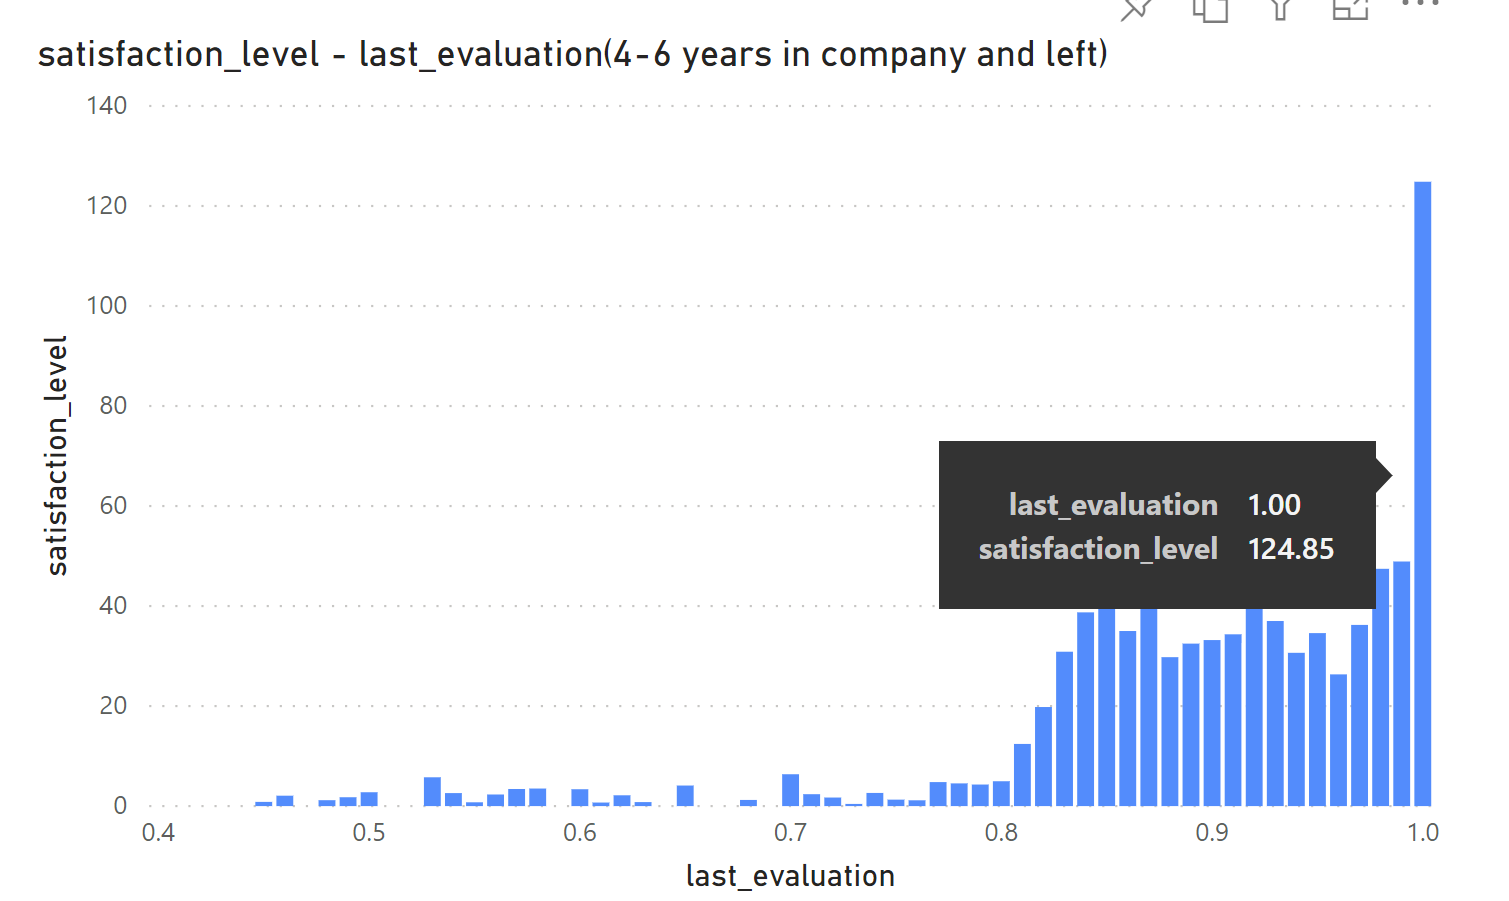 satisfaction_level - last_evaluation(4-6 years in company and left)
140
120
100
80
60
40
20
0
satisfaction_level
last_evaluation 1.00
satisfaction_level 124.85
0.4 0.5 0.6 0.7 0.8 0.9 1.0
last_evaluation